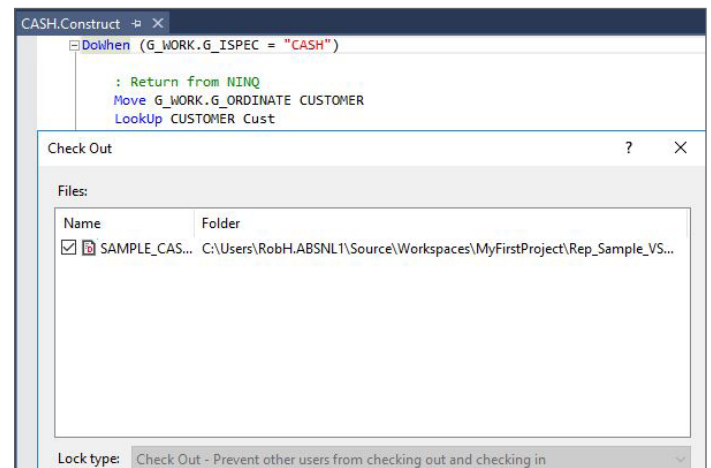 CASH.Construct
DoWhen (G_WORK.G_ISPEC = "CASH")
: Return from NINQ
Move G_WORK.G_ORDINATE CUSTOMER
LookUp CUSTOMER Cust
Check Out ?
Files:
Name Folder
SAMPLE_CAS... C:\Users\RobH.ABSNL1\Source\Workspaces\MyFirstProject\Rep_Sample_VS...
Lock type: Check Out - Prevent other users from checking out and checking in